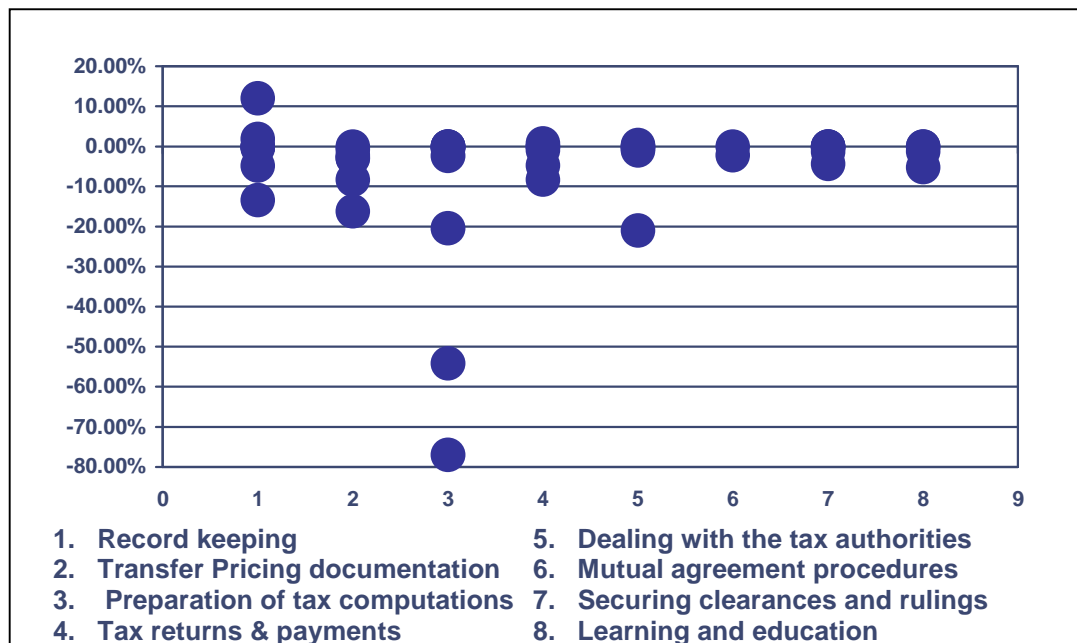 20.00%
10.00%
0.00%
-10.00%
-20.00%
-30.00%
-40.00%
-50.00%
-60.00%
-70.00%
-80.00%
0 1 2 3 4 5 6 7 8 9
1. Record keeping
2. Transfer Pricing documentation
3. Preparation of tax computations
4. Tax returns & payments
5. Dealing with the tax authorities
6. Mutual agreement procedures
7. Securing clearances and rulings
8. Learning and education